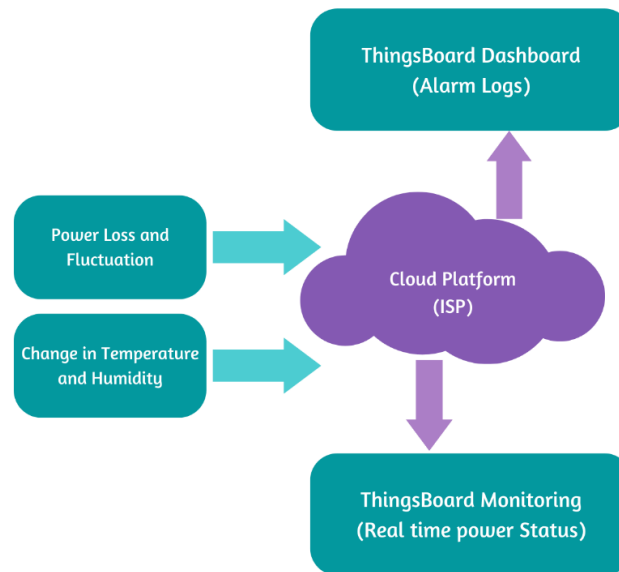 ThingsBoard Dashboard
(Alarm Logs)
Power Loss and
Fluctuation
Cloud Platform
(ISP)
Change in Temperature
and Humidity
ThingsBoard Monitoring
(Real time power Status)